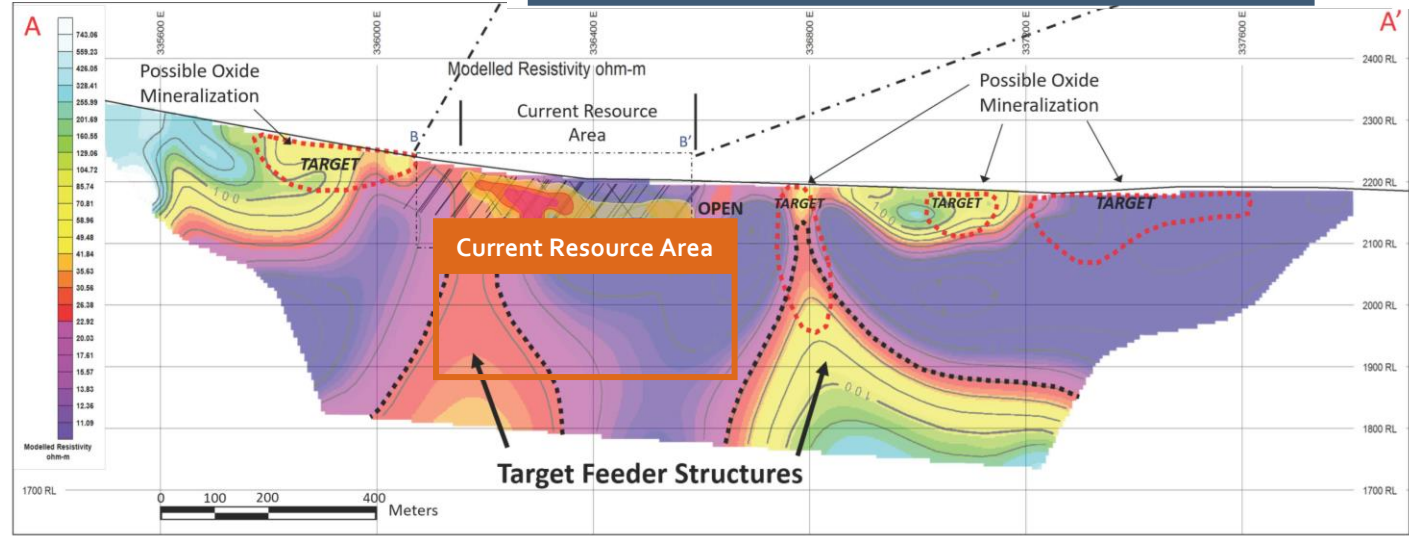 A
A'
335600 E
336000 E
336400 E
336800 E
337200 E
337600 E
743.06
559.23
426.05
328.41
255.99
201.69
160.55
129.06
104.72
85.74
70.81
58.96
49.48
41.84
35.63
30.56
26.38
22.92
20.03
17.61
15.57
13.83
12.36
11.09
Modelled Resistivity
ohm-m
Possible Oxide
Mineralization
Modelled Resistivity ohm-m
Current Resource
Area
B
B'
Possible Oxide
Mineralization
2400 RL
2300 RL
2200 RL
2100 RL
2000 RL
1900 RL
1800 RL
1700 RL
TARGET
OPEN
TARGET
TARGET
TARGET
100
100
100
Current Resource Area
Target Feeder Structures
1700 RL
0 100 200 400
Meters